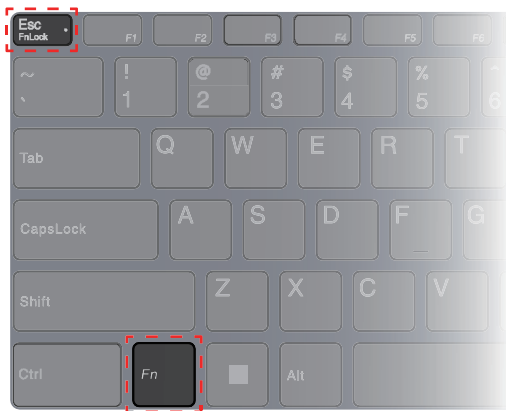 Esc
FnLock
F1 F2 F3 F4 F5 F6
~ ! @ # $ % ^
` 1 2 3 4 5 6
Tab Q W E R T
CapsLock A S D F G
Shift Z X C V
Ctrl Fn Alt